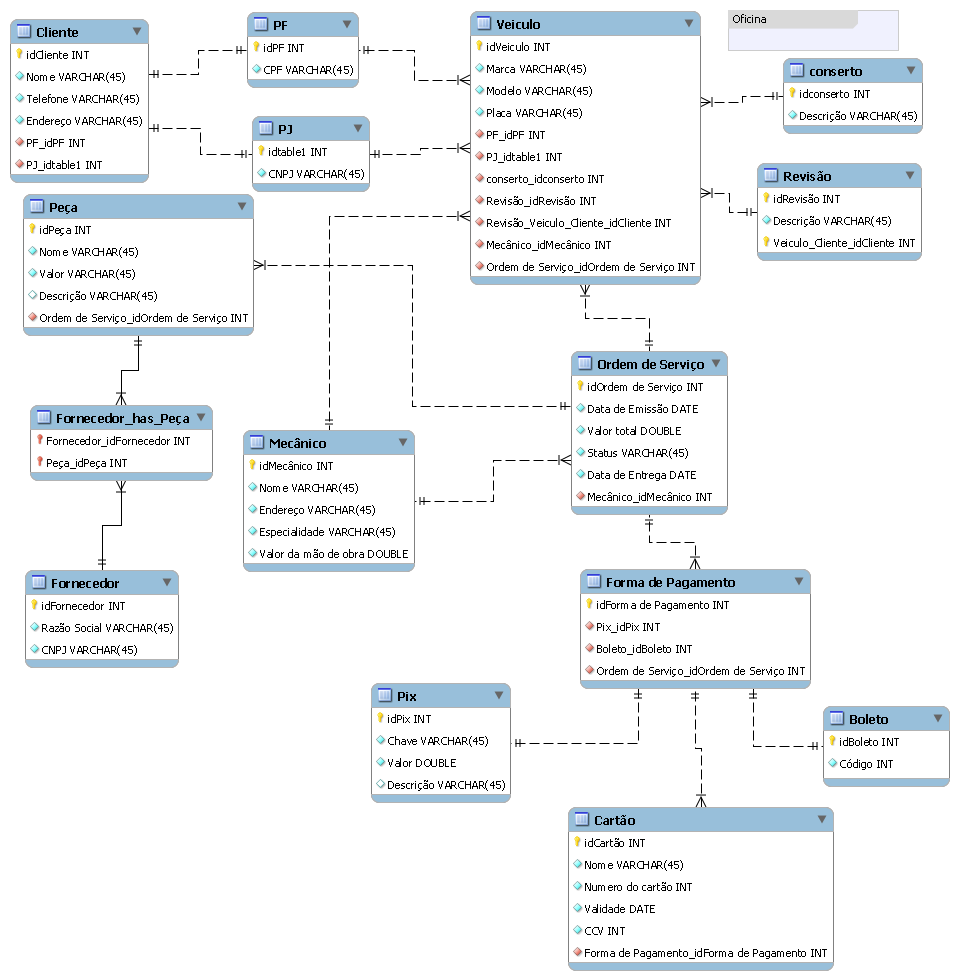 Cliente
idCliente INT
Nome VARCHAR(45)
Telefone VARCHAR(45)
Endereço VARCHAR(45)
PF_idPF INT
PJ_idtable1 INT
PF
idPF INT
CPF VARCHAR(45)
PJ
idtable1 INT
CNPJ VARCHAR(45)
Veiculo
idVeiculo INT
Marca VARCHAR(45)
Modelo VARCHAR(45)
Placa VARCHAR(45)
PF_idPF INT
PJ_idtable1 INT
conserto_idconserto INT
Revisão_idRevisão INT
Revisão_Veiculo_Cliente_idCliente INT
Mecânico_idMecânico INT
Ordem de Serviço_idOrdem de Serviço INT
Oficina
conserto
idconserto INT
Descrição VARCHAR(45)
Revisão
idRevisão INT
Descrição VARCHAR(45)
Veiculo_Cliente_idCliente INT
Peça
idPeça INT
Nome VARCHAR(45)
Valor VARCHAR(45)
Descrição VARCHAR(45)
Ordem de Serviço_idOrdem de Serviço INT
Ordem de Serviço
idOrdem de Serviço INT
Data de Emissão DATE
Valor total DOUBLE
Status VARCHAR(45)
Data de Entrega DATE
Mecânico_idMecânico INT
Fornecedor_has_Peça
Fornecedor_idFornecedor INT
Peça_idPeça INT
Mecânico
idMecânico INT
Nome VARCHAR(45)
Endereço VARCHAR(45)
Especialidade VARCHAR(45)
Valor da mão de obra DOUBLE
Fornecedor
idFornecedor INT
Razão Social VARCHAR(45)
CNPJ VARCHAR(45)
Forma de Pagamento
idForma de Pagamento INT
Pix_idPix INT
Boleto_idBoleto INT
Ordem de Serviço_idOrdem de Serviço INT
Pix
idPix INT
Chave VARCHAR(45)
Valor DOUBLE
Descrição VARCHAR(45)
Boleto
idBoleto INT
Código INT
Cartão
idCartão INT
Nome VARCHAR(45)
Numero do cartão INT
Validade DATE
CCV INT
Forma de Pagamento_idForma de Pagamento INT